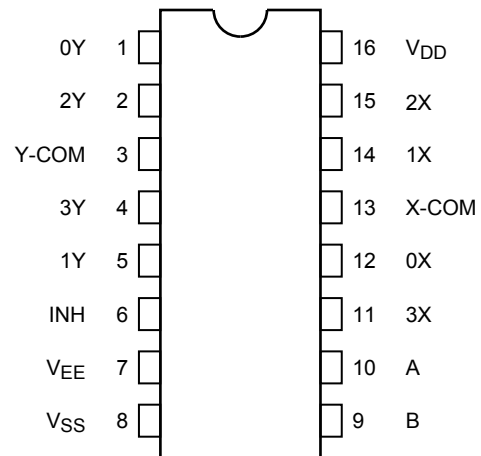 0Y 1 16 VDD
2Y 2 15 2X
Y-COM 3 14 1X
3Y 4 13 X-COM
1Y 5 12 0X
INH 6 11 3X
VEE 7 10 A
VSS 8 9 B